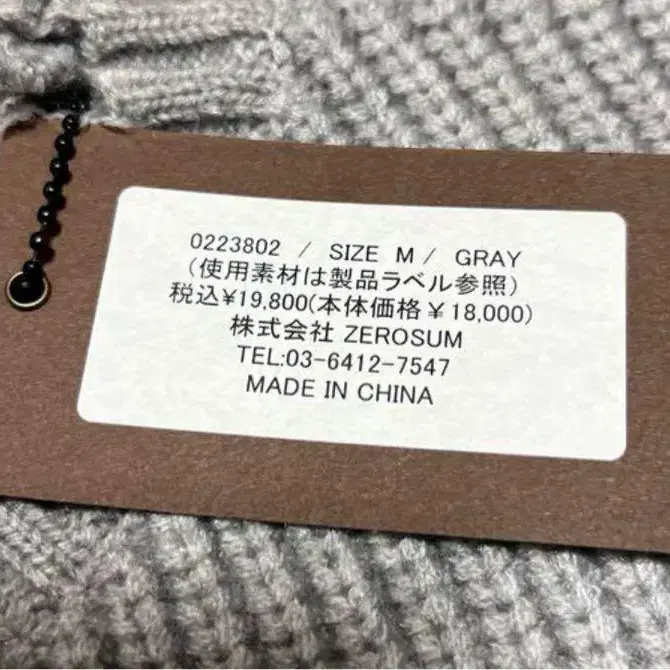 0223802 / SIZE M / GRAY
(使用素材は製品ラベル参照)
税込¥19,800(本体価格¥18,000)
株式会社 ZEROSUM
TEL:03-6412-7547
MADE IN CHINA